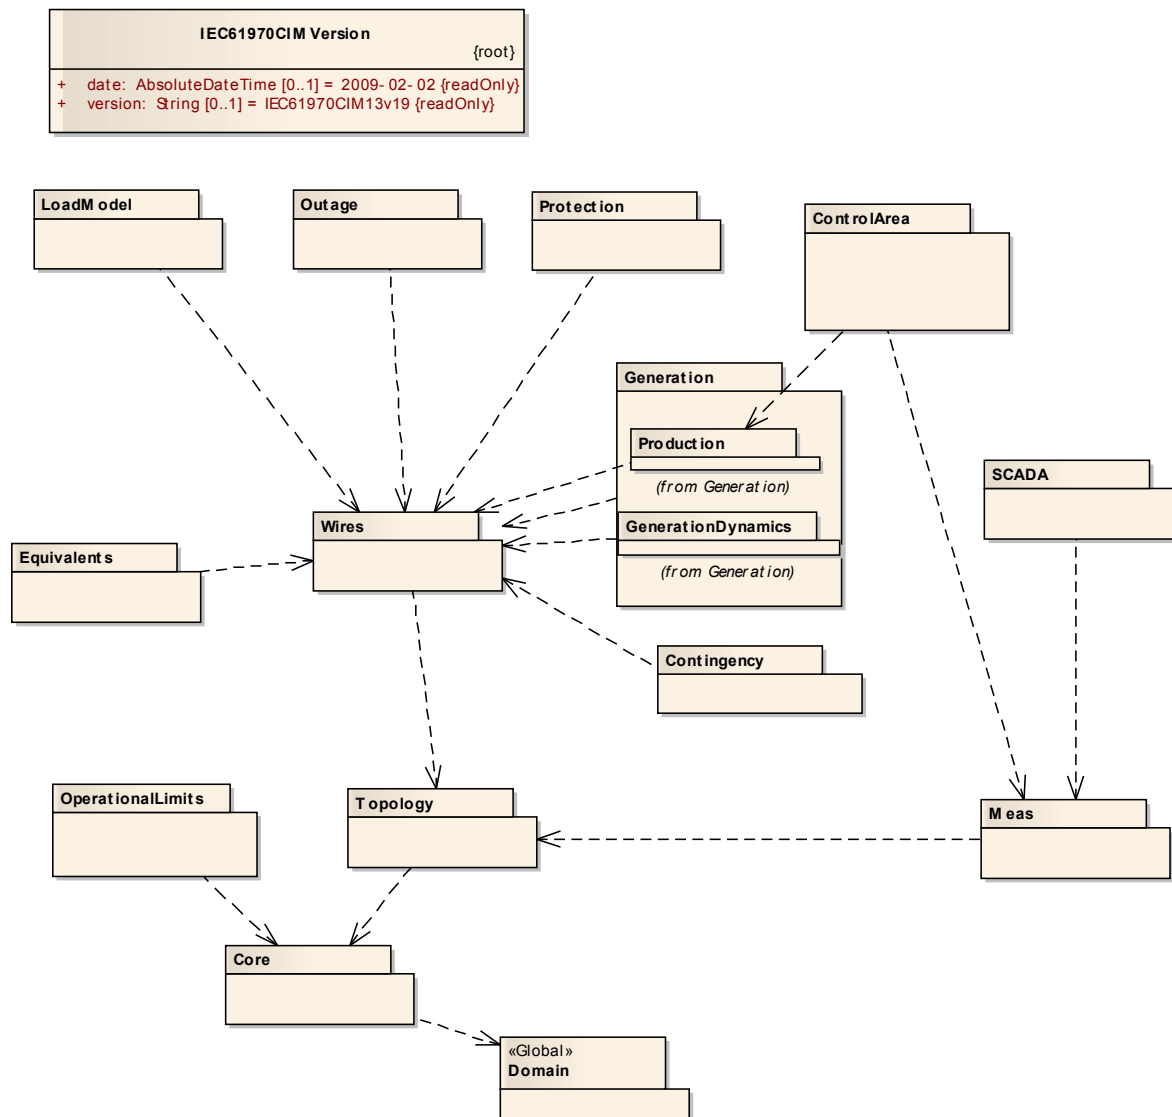 IEC61970CIM Version
{root}
+ date: AbsoluteDateTime [0..1] = 2009-02-02 {readOnly}
+ version: String [0..1] = IEC61970CIM13v19 {readOnly}
LoadModel
Outage
Protection
ControlArea
Generation
Production
(from Generation)
SCADA
Wires
GenerationDynamics
(from Generation)
Equivalents
Contingency
OperationalLimits
Topology
Meas
Core
«Global»
Domain